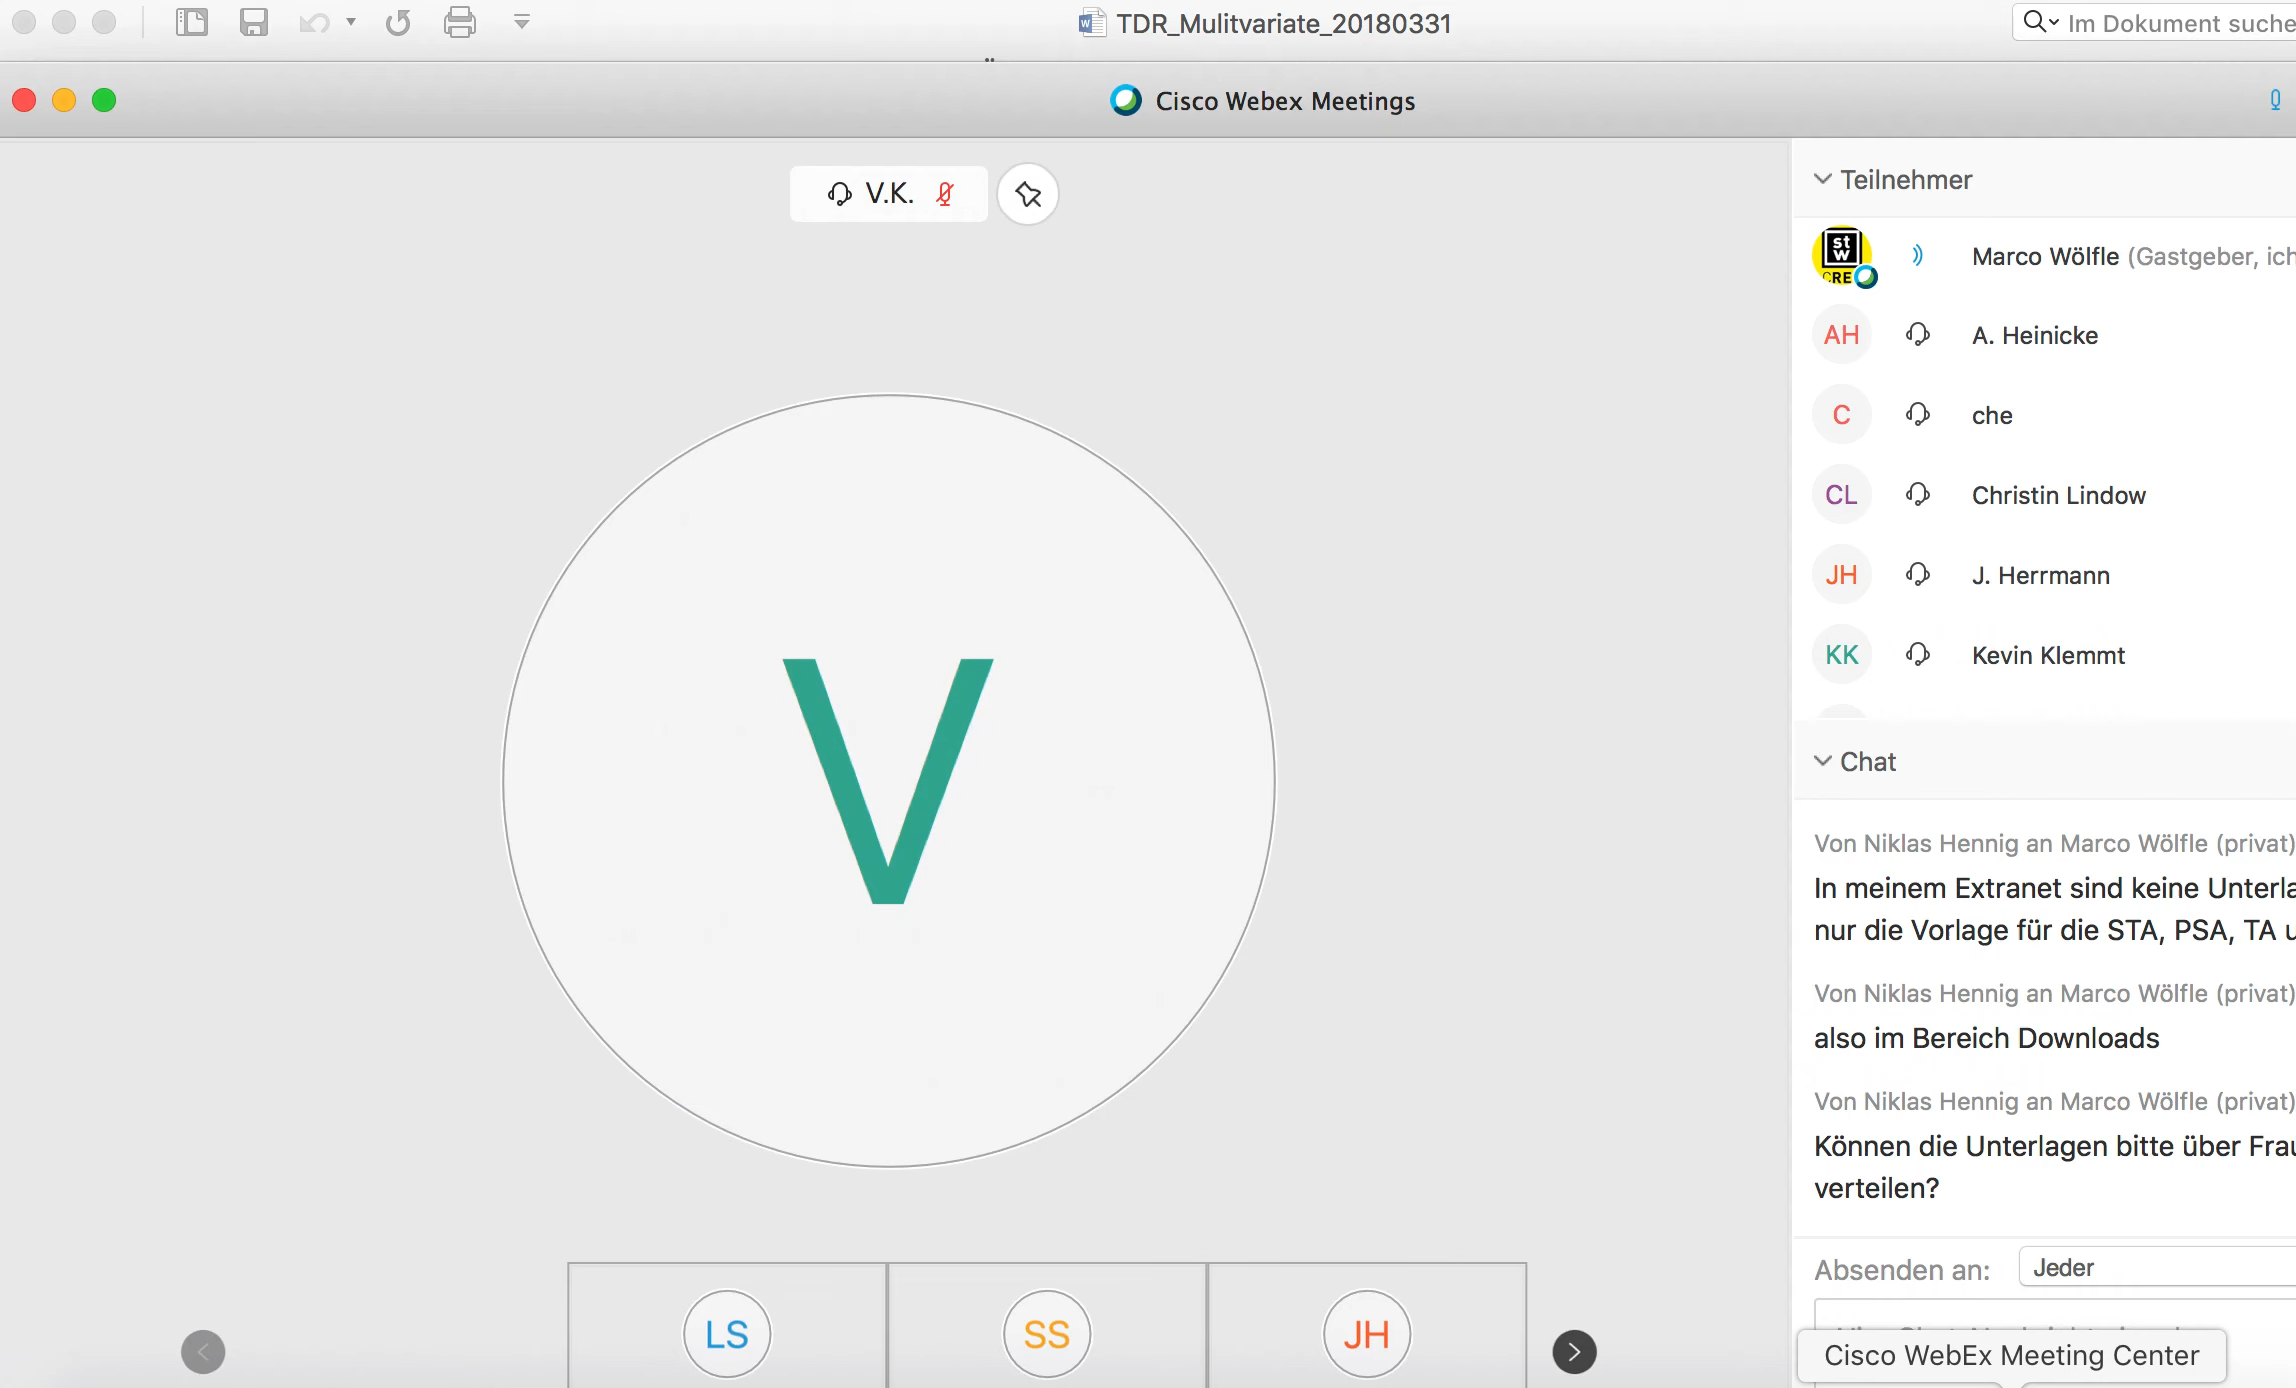 TDR_Mulitvariate_20180331
Im Dokument suche
Cisco Webex Meetings
V.K.
V
LS
SS
JH
Teilnehmer
st
w
CRE
Marco Wölfle (Gastgeber, ich
AH A. Heinicke
C che
CL Christin Lindow
JH J. Herrmann
KK Kevin Klemmt
Chat
Von Niklas Hennig an Marco Wölfle (privat)
In meinem Extranet sind keine Unterla
nur die Vorlage für die STA, PSA, TA u
Von Niklas Hennig an Marco Wölfle (privat)
also im Bereich Downloads
Von Niklas Hennig an Marco Wölfle (privat)
Können die Unterlagen bitte über Frau
verteilen?
Absenden an: Jeder
Cisco WebEx Meeting Center